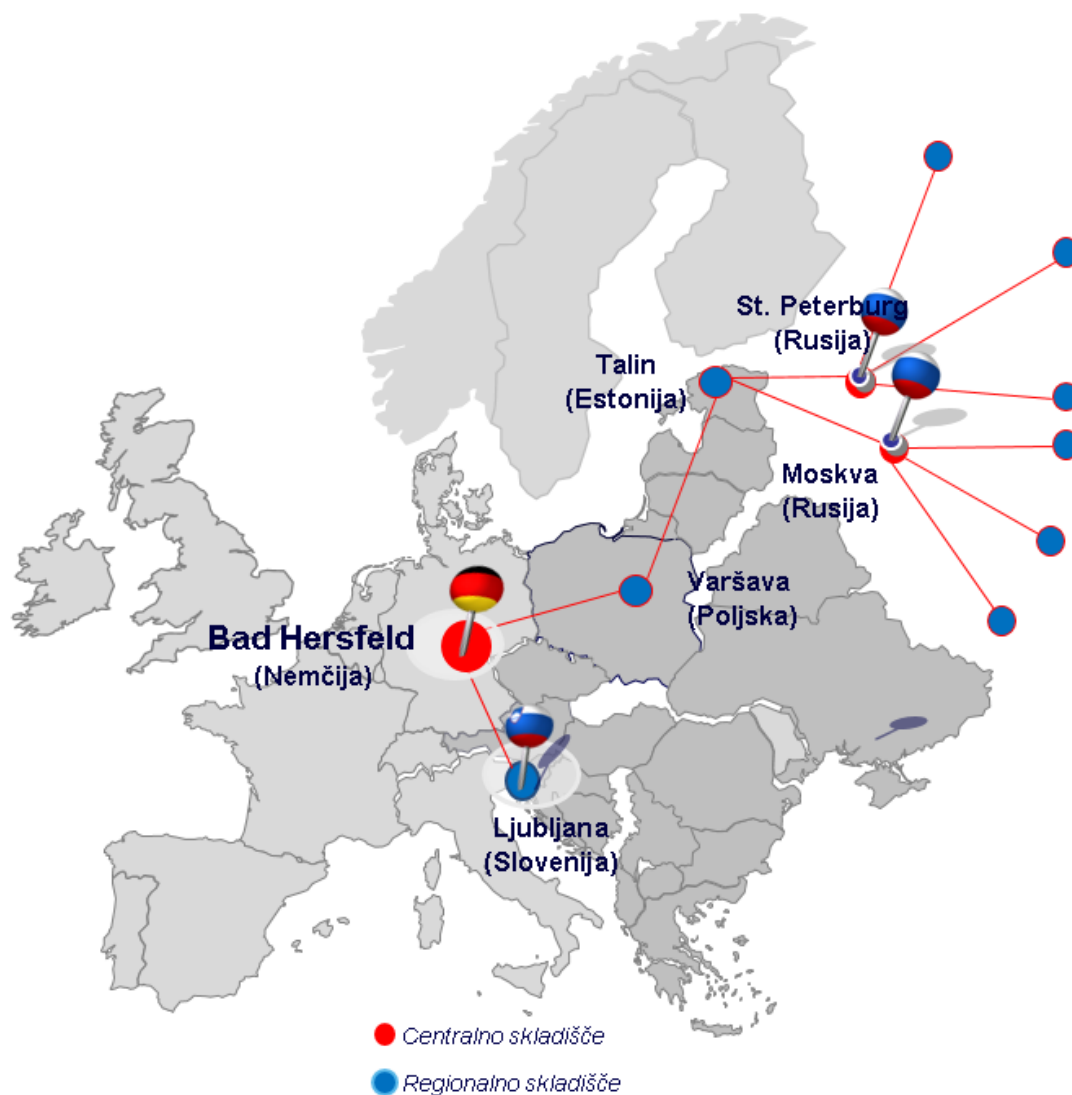 St. Peterburg
(Rusija)
Talin
(Estonija)
Moskva
(Rusija)
Varšava
(Poljska)
Bad Hersfeld
(Nemčija)
Ljubljana
(Slovenija)
Centralno skladišče
Regionalno skladišče